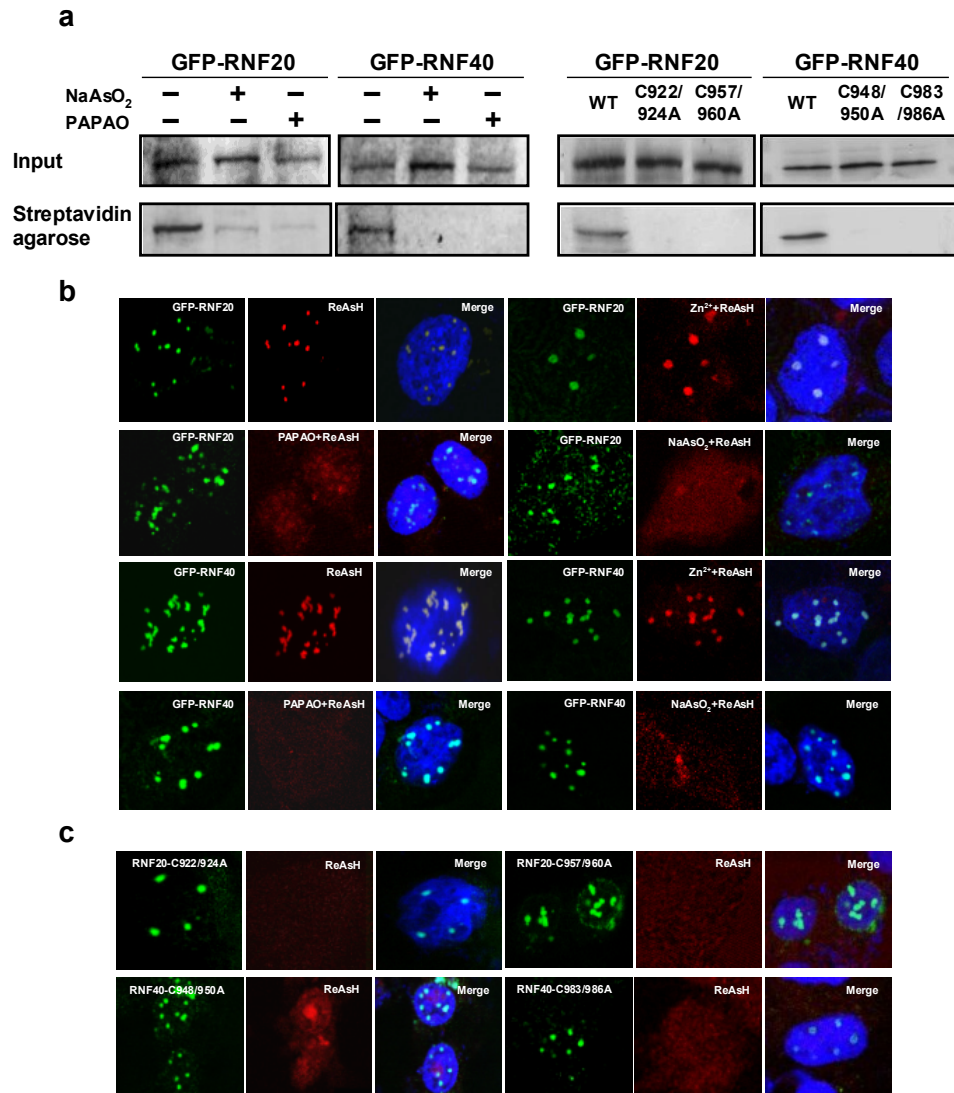 a
GFP-RNF20 GFP-RNF40 GFP-RNF20 GFP-RNF40
NaAsO₂ – + – – + – WT C922/924A C957/960A WT C948/950A C983/986A
PAPAO – – + – – +
Input
Streptavidin
agarose
b
GFP-RNF20 ReAsH Merge GFP-RNF20 Zn²⁺+ReAsH Merge
GFP-RNF20 PAPAO+ReAsH Merge GFP-RNF20 NaAsO₂+ReAsH Merge
GFP-RNF40 ReAsH Merge GFP-RNF40 Zn²⁺+ReAsH Merge
GFP-RNF40 PAPAO+ReAsH Merge GFP-RNF40 NaAsO₂+ReAsH Merge
c
RNF20-C922/924A ReAsH Merge RNF20-C957/960A ReAsH Merge
RNF40-C948/950A ReAsH Merge RNF40-C983/986A ReAsH Merge